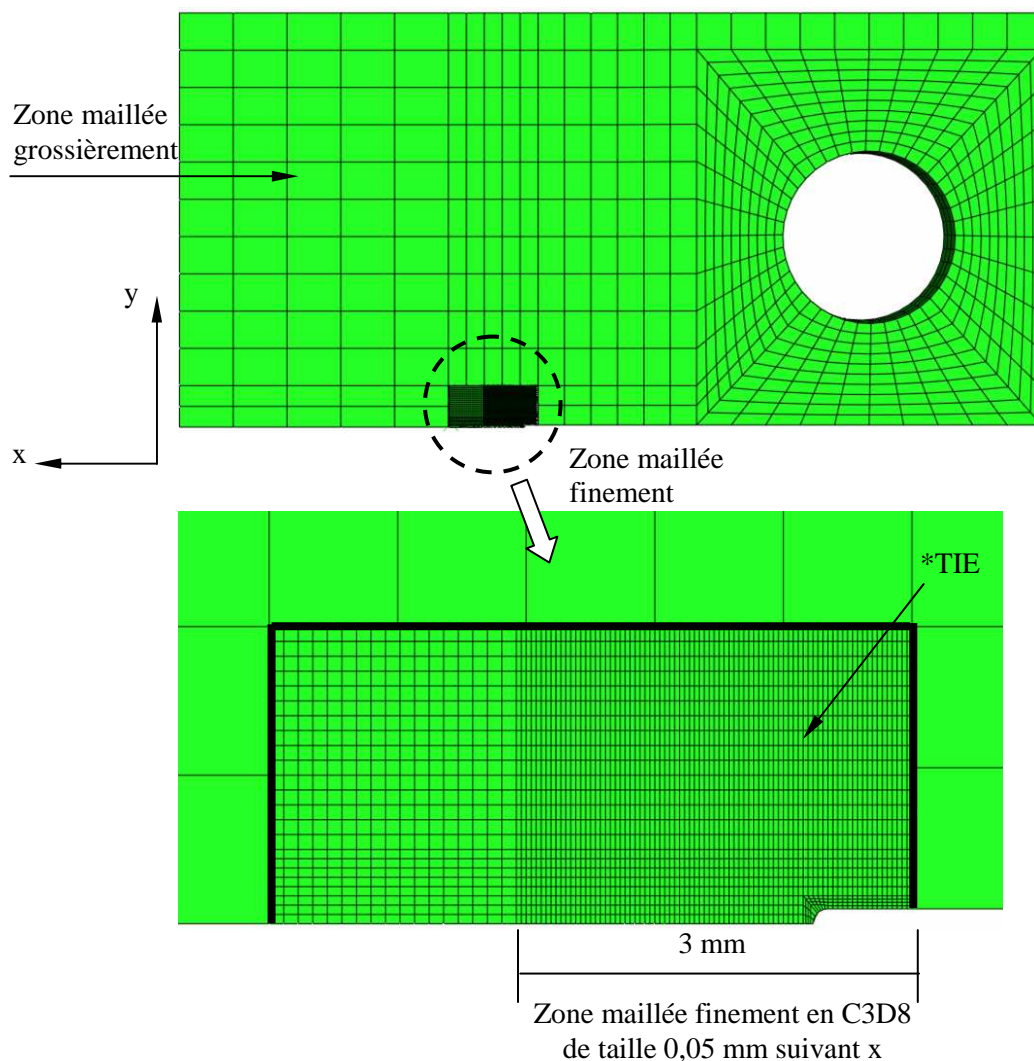 Zone maillée
grossièrement
y
x
Zone maillée
finement
*TIE
3 mm
Zone maillée finement en C3D8
de taille 0,05 mm suivant x